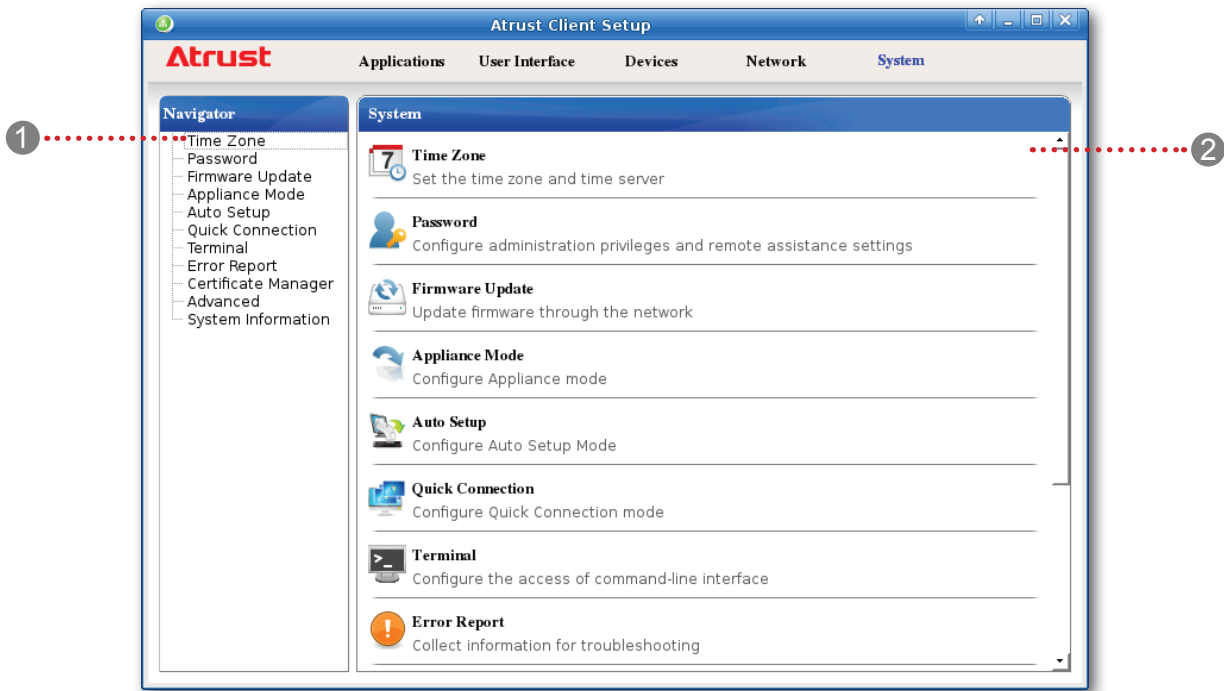 Atrust Client Setup
Atrust
Applications User Interface Devices Network System
Navigator
Time Zone
Password
Firmware Update
Appliance Mode
Auto Setup
Quick Connection
Terminal
Error Report
Certificate Manager
Advanced
System Information
System
7
Time Zone
Set the time zone and time server
Password
Configure administration privileges and remote assistance settings
Firmware Update
Update firmware through the network
Appliance Mode
Configure Appliance mode
Auto Setup
Configure Auto Setup Mode
Quick Connection
Configure Quick Connection mode
>_
Terminal
Configure the access of command-line interface
!
Error Report
Collect information for troubleshooting
1
2